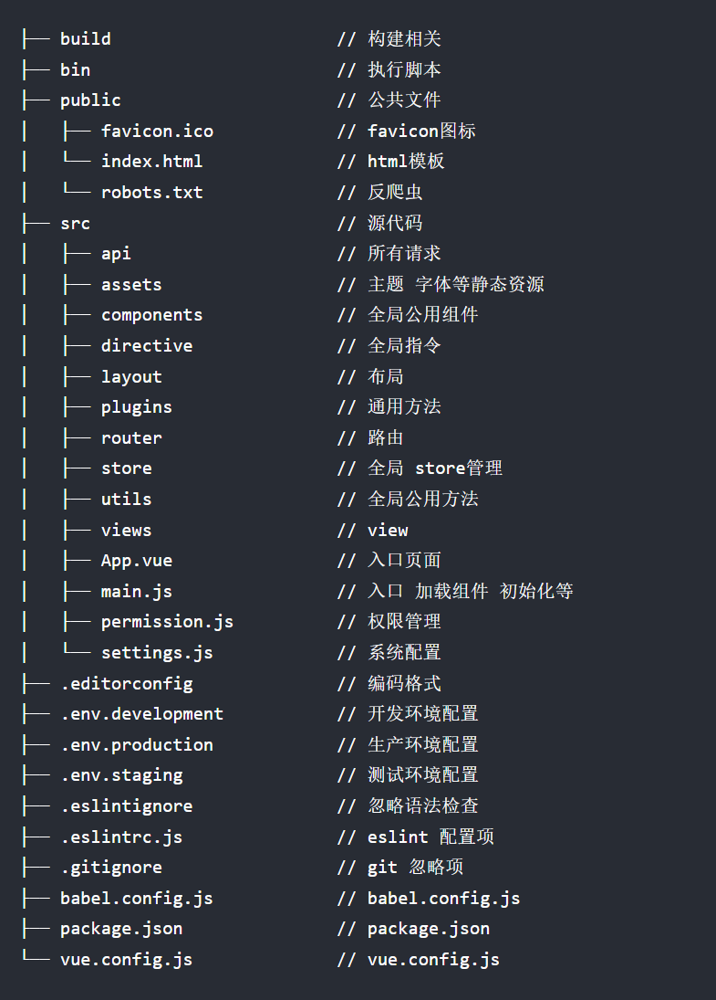 ├── build                      // 构建相关
├── bin                        // 执行脚本
├── public                     // 公共文件
│   ├── favicon.ico            // favicon图标
│   └── index.html             // html模板
│   └── robots.txt             // 反爬虫
├── src                        // 源代码
│   ├── api                    // 所有请求
│   ├── assets                 // 主题 字体等静态资源
│   ├── components             // 全局公用组件
│   ├── directive              // 全局指令
│   ├── layout                 // 布局
│   ├── plugins                // 通用方法
│   ├── router                 // 路由
│   ├── store                  // 全局 store管理
│   ├── utils                  // 全局公用方法
│   ├── views                  // view
│   ├── App.vue                // 入口页面
│   ├── main.js                // 入口 加载组件 初始化等
│   ├── permission.js          // 权限管理
│   └── settings.js            // 系统配置
├── .editorconfig              // 编码格式
├── .env.development           // 开发环境配置
├── .env.production            // 生产环境配置
├── .env.staging               // 测试环境配置
├── .eslintignore              // 忽略语法检查
├── .eslintrc.js               // eslint 配置项
├── .gitignore                 // git 忽略项
├── babel.config.js            // babel.config.js
├── package.json               // package.json
└── vue.config.js              // vue.config.js